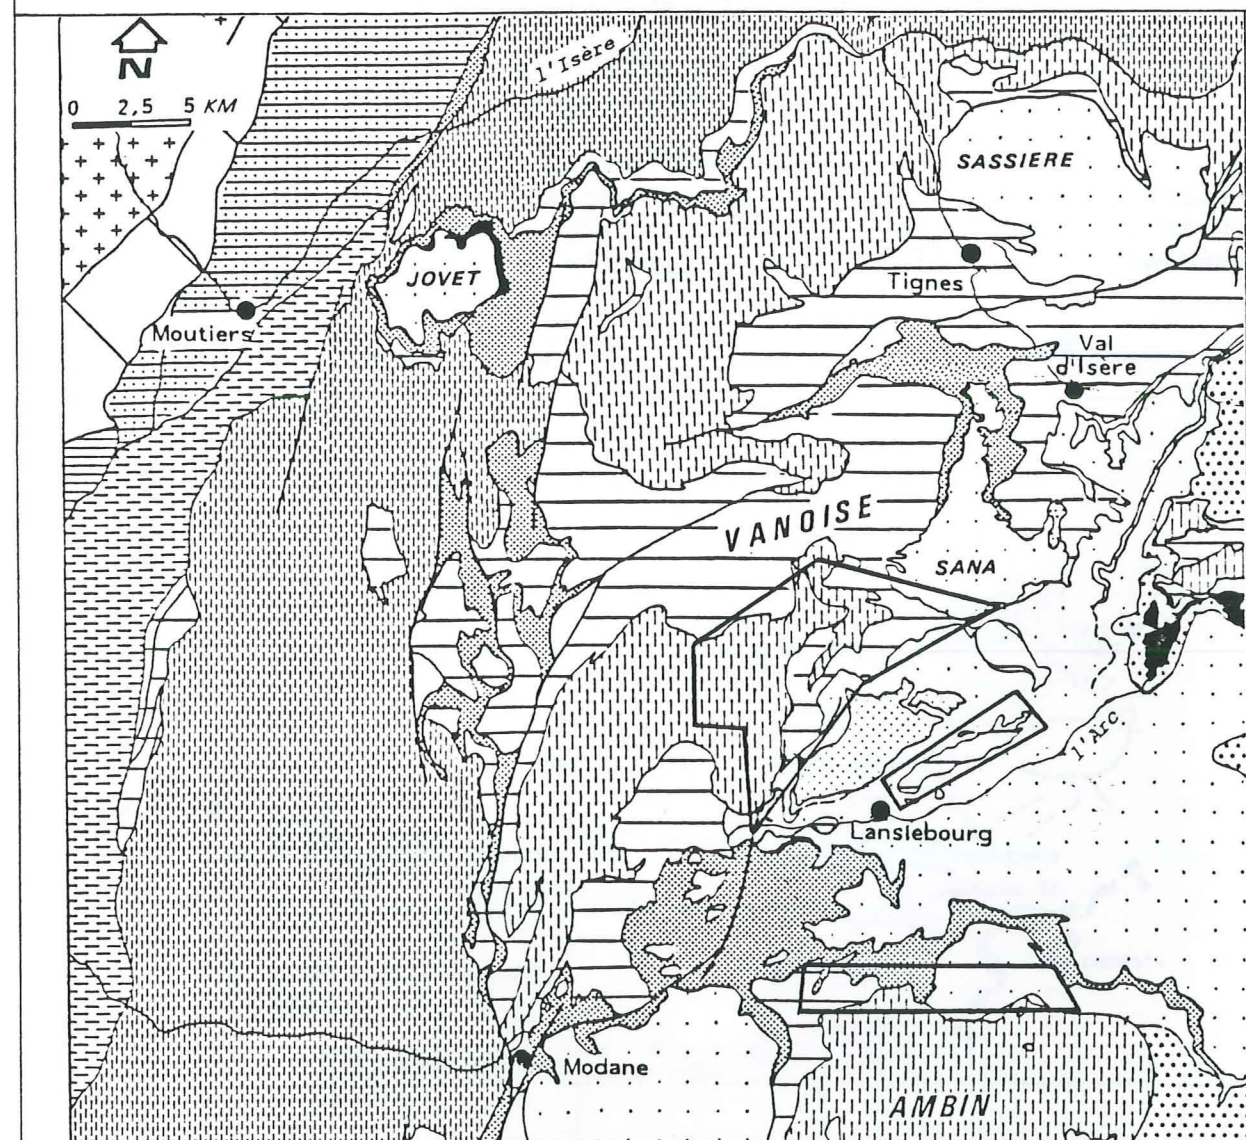 N
0 2,5 5 KM
l'Isère
SASSIERE
JOVET
Tignes
Moutiers
Val
d'Isère
VANOISE
SANA
l'Arc.
Lanslebourg
Modane
AMBIN